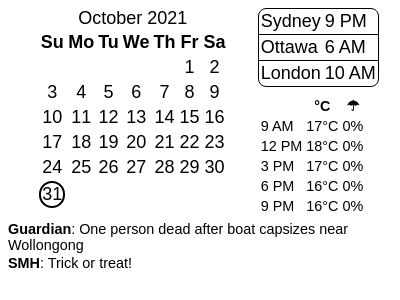 October 2021
Su Mo Tu We Th Fr Sa
1 2
3 4 5 6 7 8 9
10 11 12 13 14 15 16
17 18 19 20 21 22 23
24 25 26 27 28 29 30
31
Sydney 9 PM
Ottawa 6 AM
London 10 AM
°C ☂
9 AM 17°C 0%
12 PM 18°C 0%
3 PM 17°C 0%
6 PM 16°C 0%
9 PM 16°C 0%
Guardian: One person dead after boat capsizes near
Wollongong
SMH: Trick or treat!